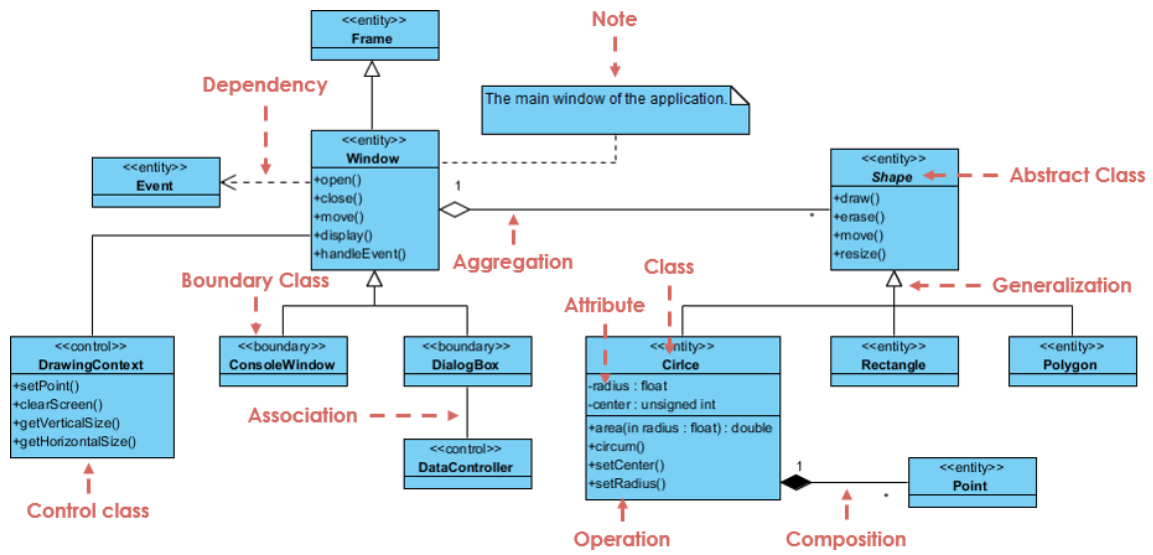 <<entity>>
Frame
Note
Dependency
The main window of the application.
<<entity>>
Window
+open()
+close()
+move()
+display()
+handleEvent()
<<entity>>
Event
1
*
Aggregation
<<entity>>
Shape
+draw()
+erase()
+move()
+resize()
Abstract Class
Generalization
Boundary Class
Class
Attribute
<<control>>
DrawingContext
+setPoint()
+clearScreen()
+getVerticalSize()
+getHorizontalSize()
Control class
<<boundary>>
ConsoleWindow
<<boundary>>
DialogBox
Association
<<control>>
DataController
<<entity>>
Cirlce
-radius : float
-center : unsigned int
+area(in radius : float) : double
+circum()
+setCenter()
+setRadius()
Operation
<<entity>>
Rectangle
<<entity>>
Polygon
1
*
Composition
<<entity>>
Point